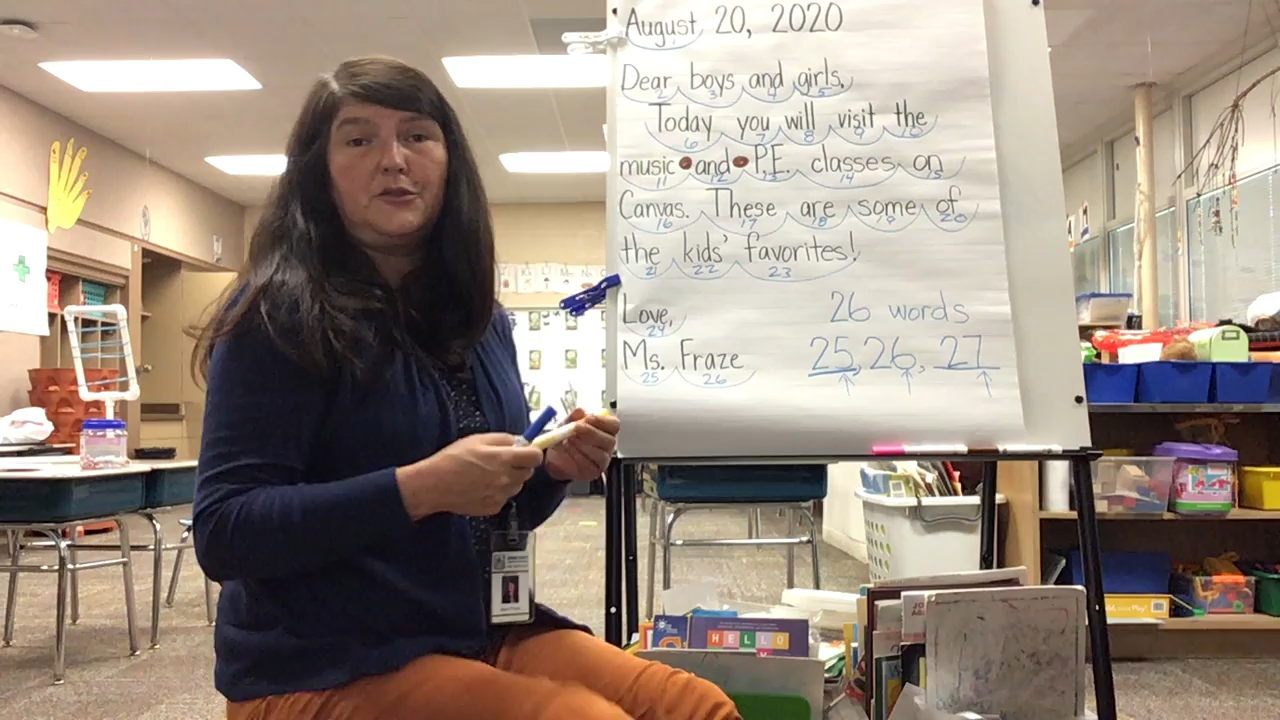 August 20, 2020
1
Dear boys and girls,
2 3 4 5
Today you will visit the
6 7 8 9 10
music and P.E. classes on
11 12 13 14 15
Canvas. These are some of
16 17 18 19 20
the kids' favorites!
21 22 23
Love,
24
26 words
Ms. Fraze
25 26
25, 26, 27
HELLO